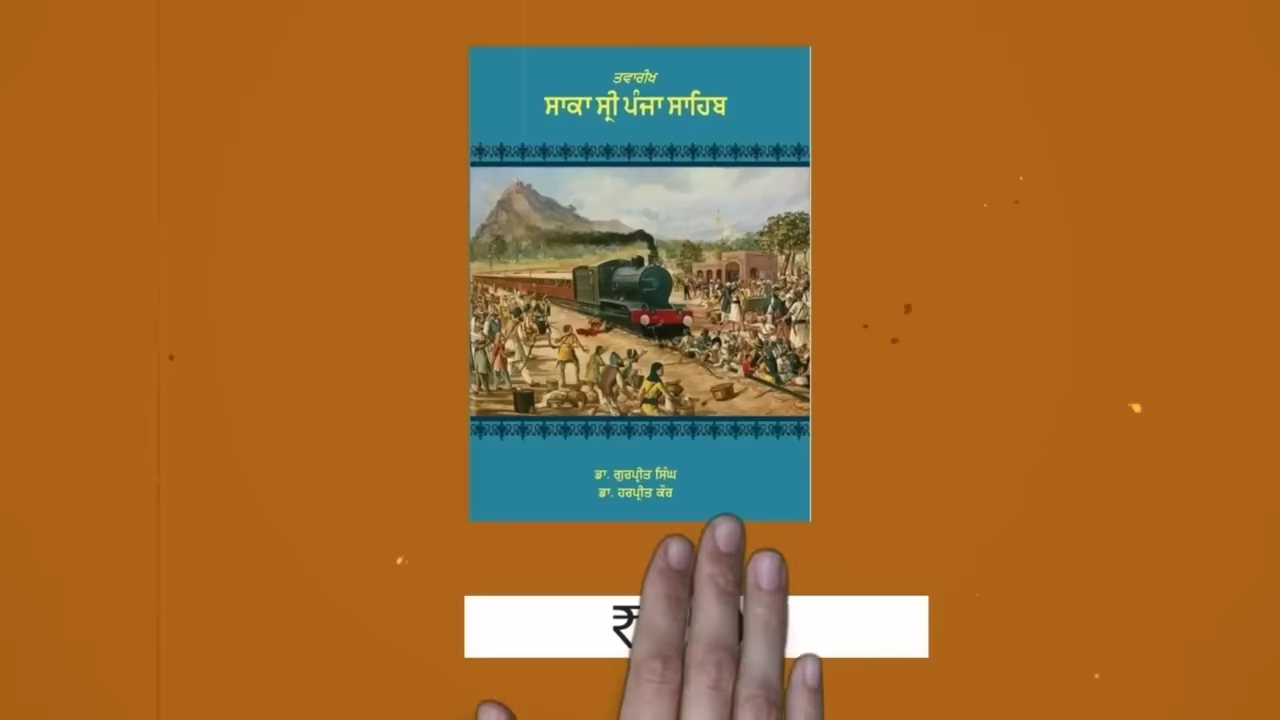 ਤਵਾਰੀਖ਼
ਸਾਕਾ ਸ੍ਰੀ ਪੰਜਾ ਸਾਹਿਬ
ਡਾ. ਗੁਰਪ੍ਰੀਤ ਸਿੰਘ
ਡਾ. ਹਰਪ੍ਰੀਤ ਕੌਰ
₹